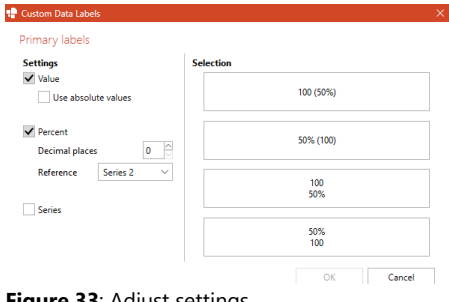 Custom Data Labels
Primary labels
Settings
Value
Use absolute values
Percent
Decimal places 0
Reference Series 2
Series
Selection
100 (50%)
50% (100)
100
50%
50%
100
OK Cancel
Figure 33: Adjust settings